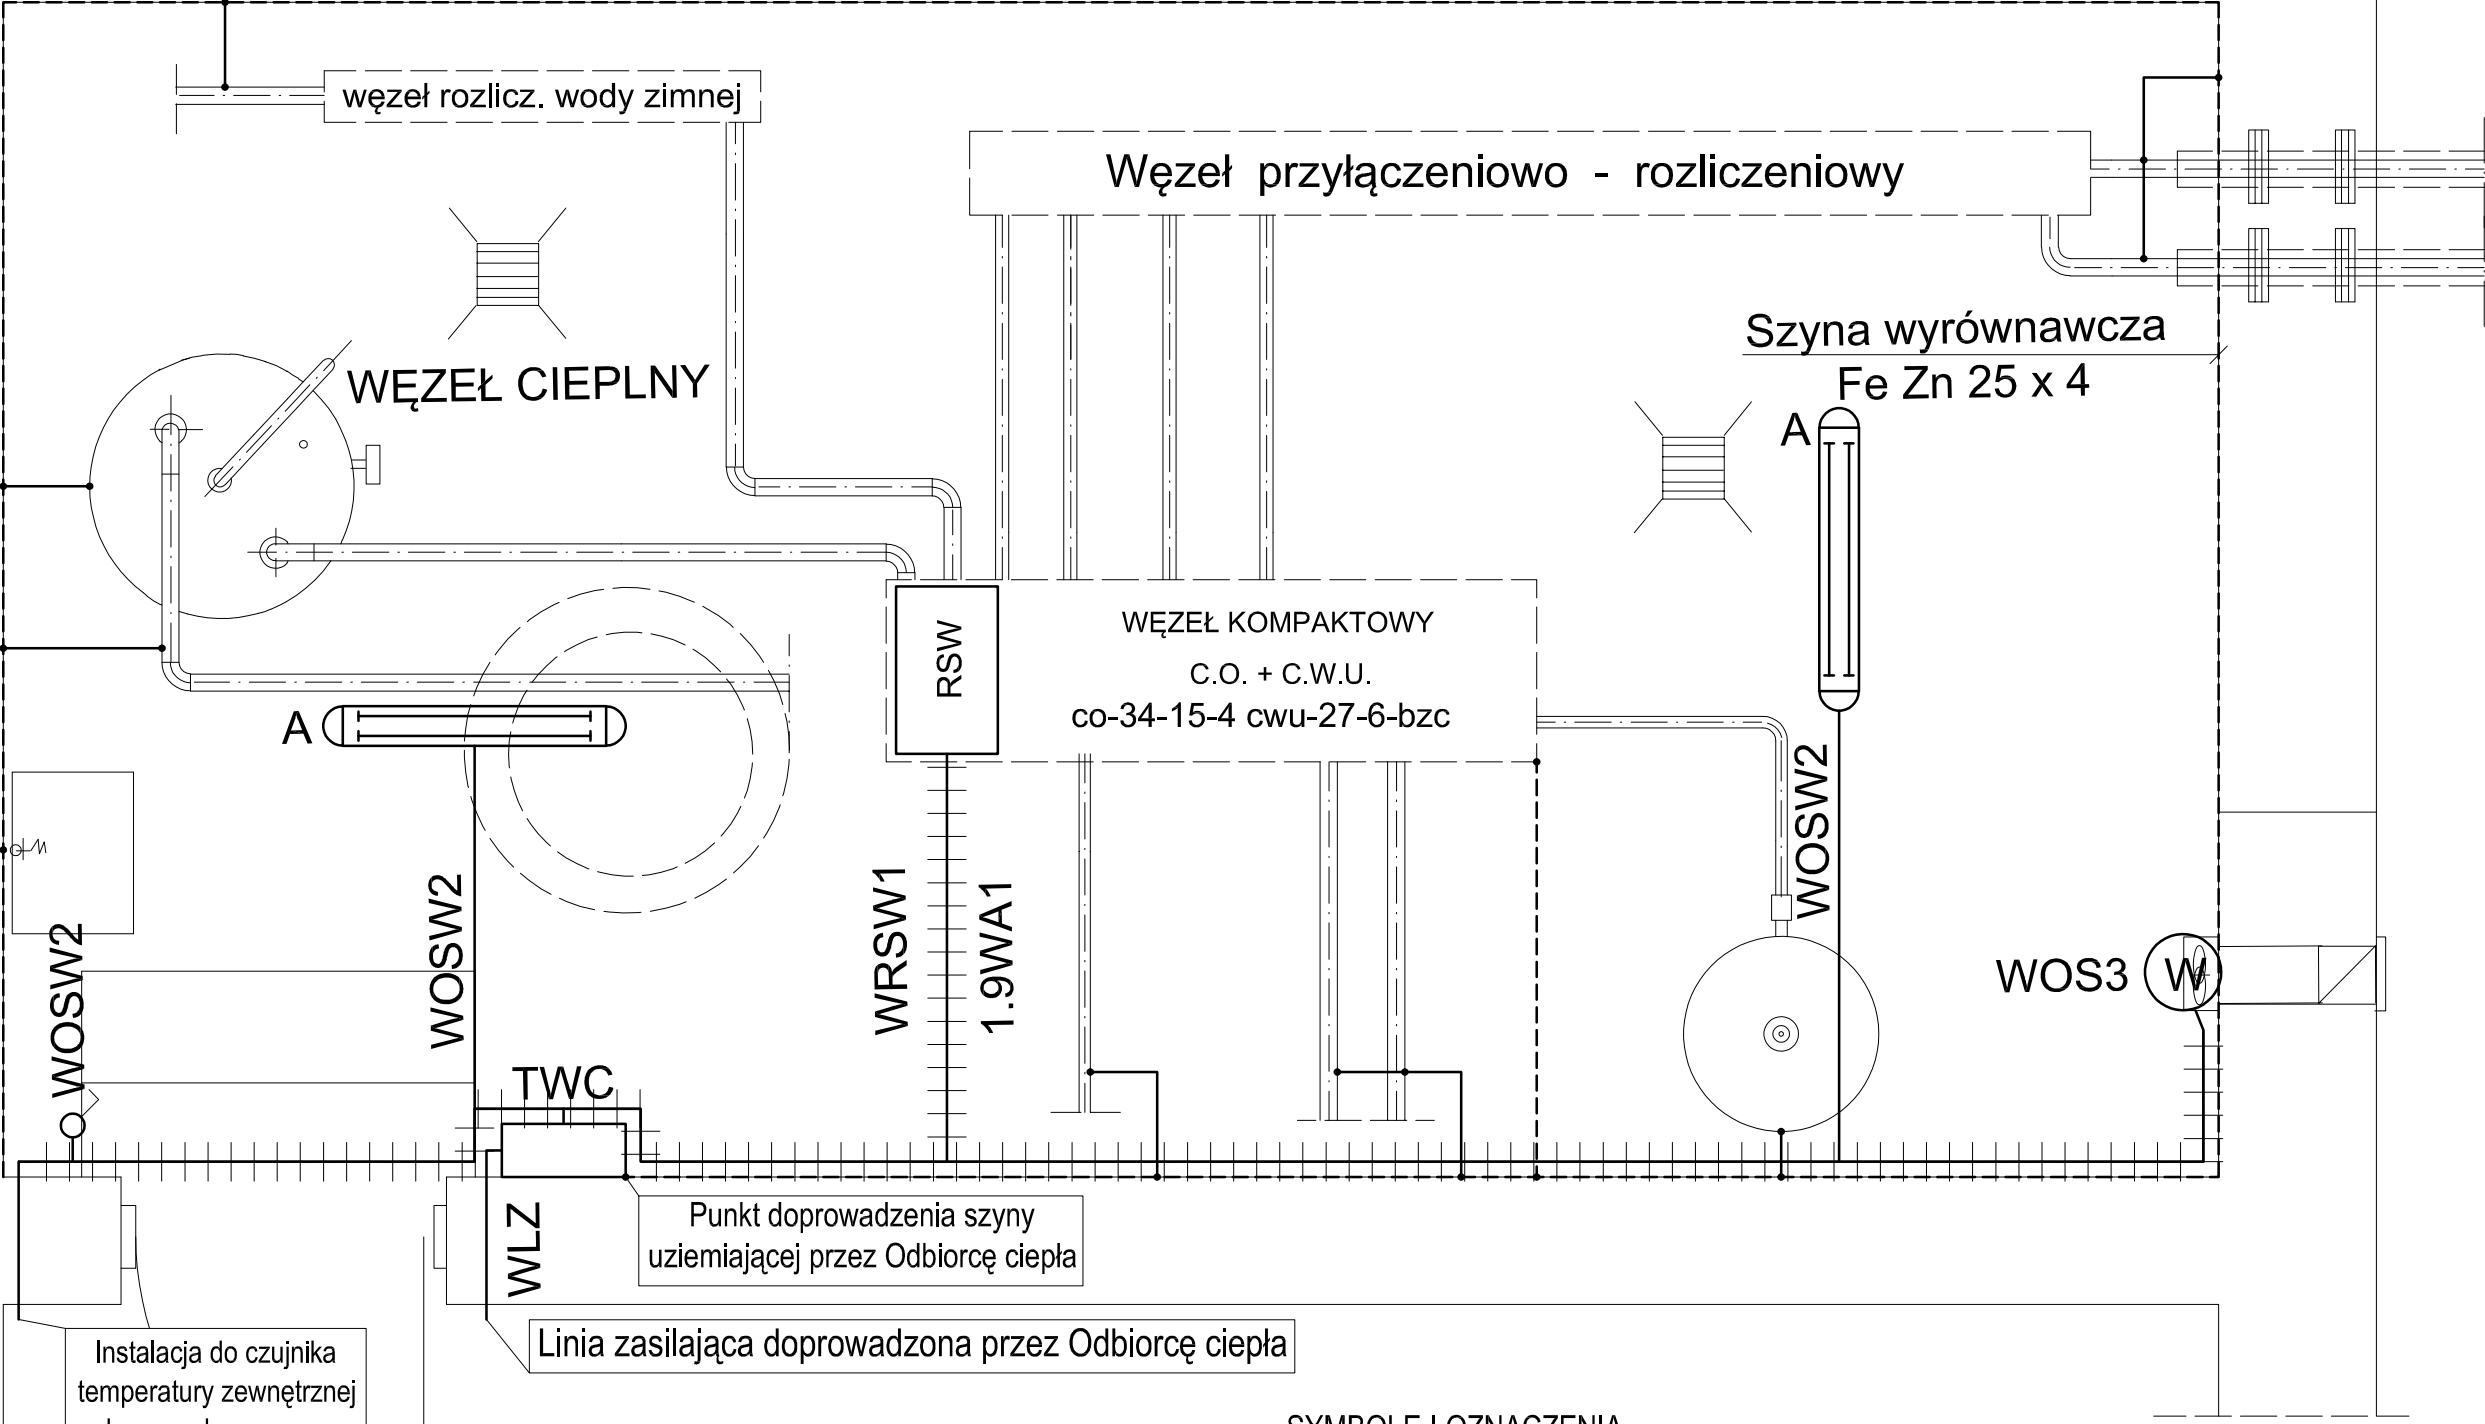 węzeł rozlicz. wody zimnej
Węzeł przyłączeniowo - rozliczeniowy
Szyna wyrównawcza
Fe Zn 25 x 4
WĘZEŁ CIEPLNY
A
WĘZEŁ KOMPAKTOWY
C.O. + C.W.U.
co-34-15-4 cwu-27-6-bzc
RSW
A
WOSW2
WOSW2
WOSW2
WRSW1
1.9WA1
WOS3
W
TWC
WLZ
Punkt doprowadzenia szyny
uziemiającej przez Odbiorcę ciepła
Linia zasilająca doprowadzona przez Odbiorcę ciepła
Instalacja do czujnika
temperatury zewnętrznej
SYMBOLE I OZNACZENIA